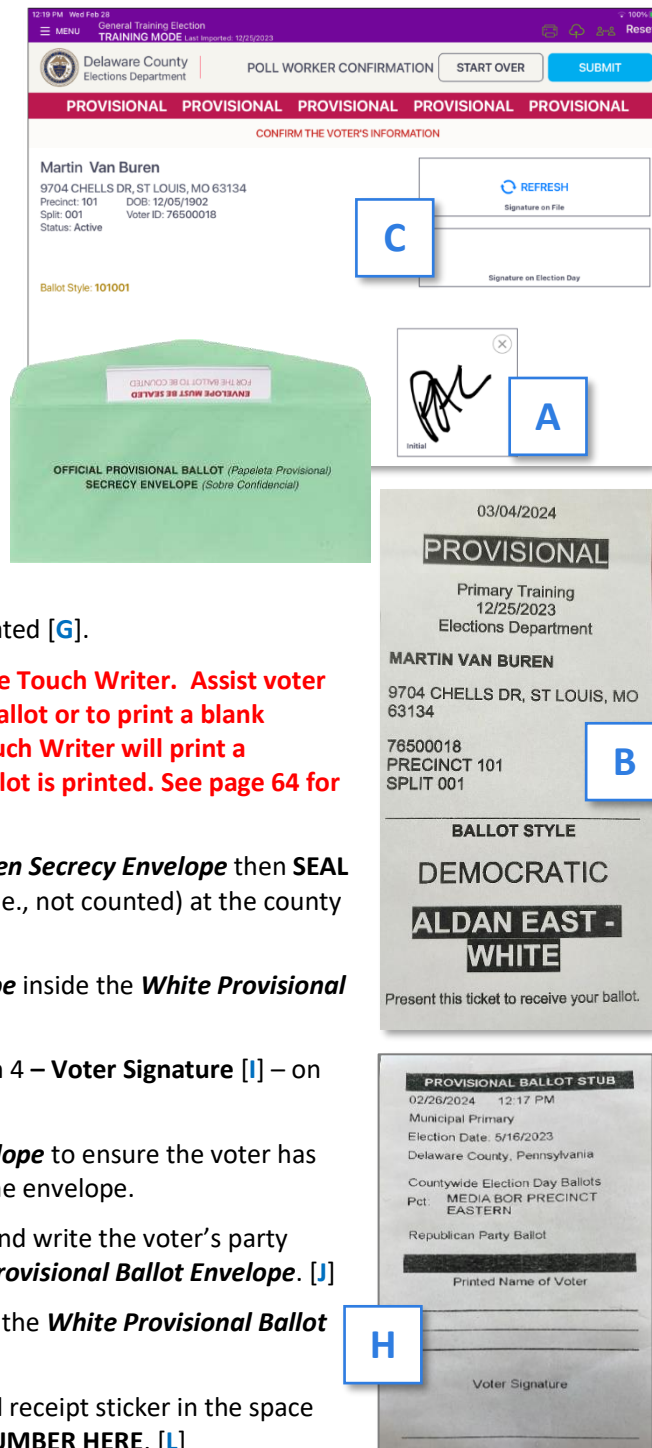 12:19 PM Wed Feb 28
100%
MENU
General Training Election
TRAINING MODE Last Imported: 12/25/2023
Rese
Delaware County
Elections Department
POLL WORKER CONFIRMATION
START OVER
SUBMIT
PROVISIONAL PROVISIONAL PROVISIONAL PROVISIONAL PROVISIONAL
CONFIRM THE VOTER'S INFORMATION
Martin Van Buren
9704 CHELLS DR, ST LOUIS, MO 63134
Precinct: 101 DOB: 12/05/1902
Split: 001 Voter ID: 76500018
Status: Active
Ballot Style: 101001
REFRESH
Signature on File
C
Signature on Election Day
Initial
A
ENVELOPE MUST BE SEALED
FOR THE BALLOT TO BE COUNTED
OFFICIAL PROVISIONAL BALLOT (Papeleta Provisional)
SECRECY ENVELOPE (Sobre Confidencial)
03/04/2024
PROVISIONAL
Primary Training
12/25/2023
Elections Department
MARTIN VAN BUREN
9704 CHELLS DR, ST LOUIS, MO
63134
76500018
PRECINCT 101
SPLIT 001
B
BALLOT STYLE
DEMOCRATIC
ALDAN EAST -
WHITE
Present this ticket to receive your ballot.
nted [G].
e Touch Writer. Assist voter
allot or to print a blank
uch Writer will print a
llot is printed. See page 64 for
en Secrecy Envelope then SEAL
.e., not counted) at the county
pe inside the White Provisional
n 4 – Voter Signature [I] – on
lope to ensure the voter has
he envelope.
nd write the voter's party
rovisional Ballot Envelope. [J]
the White Provisional Ballot
l receipt sticker in the space
UMBER HERE. [L]
PROVISIONAL BALLOT STUB
02/26/2024 12:17 PM
Municipal Primary
Election Date: 5/16/2023
Delaware County, Pennsylvania
Countywide Election Day Ballots
Pct: MEDIA BOR PRECINCT
EASTERN
Republican Party Ballot
Printed Name of Voter
H
Voter Signature